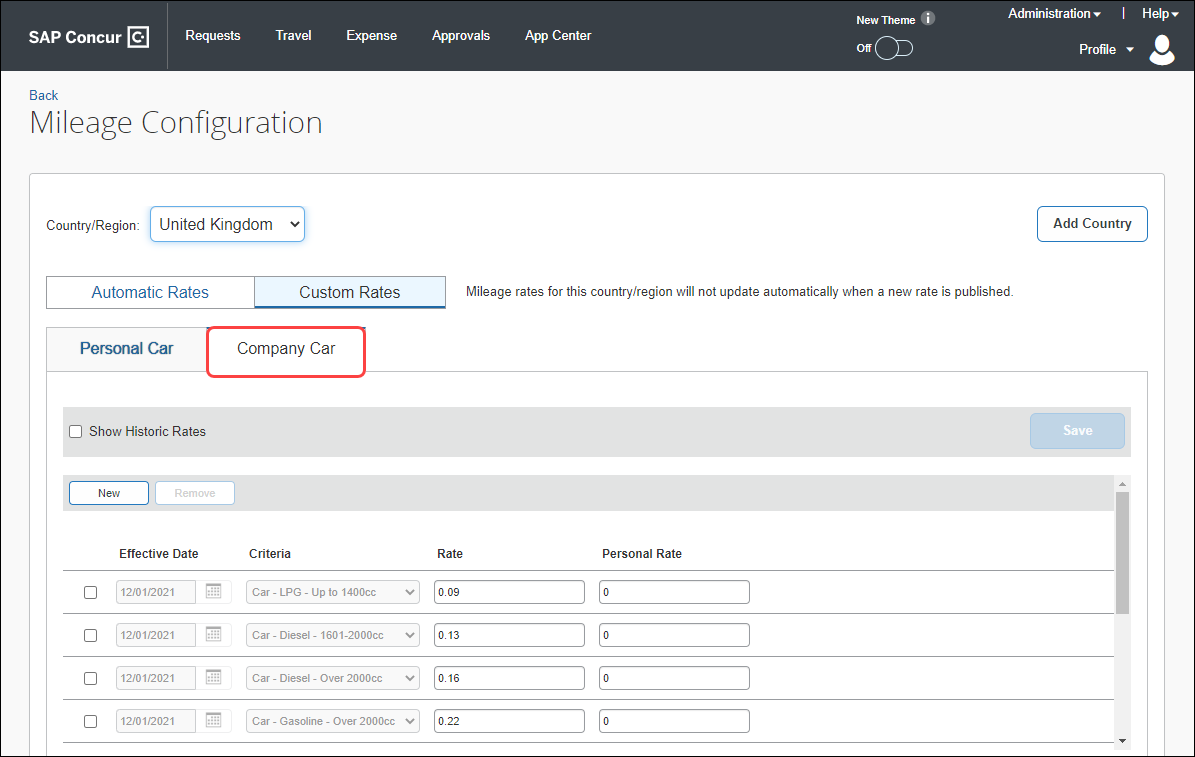 SAP Concur C Requests Travel Expense Approvals App Center New Theme i Administration Help
Off Profile
Back
Mileage Configuration
Country/Region: United Kingdom Add Country
Automatic Rates Custom Rates Mileage rates for this country/region will not update automatically when a new rate is published.
Personal Car Company Car
Show Historic Rates Save
New Remove
Effective Date Criteria Rate Personal Rate
12/01/2021 Car - LPG - Up to 1400cc 0.09 0
12/01/2021 Car - Diesel - 1601-2000cc 0.13 0
12/01/2021 Car - Diesel - Over 2000cc 0.16 0
12/01/2021 Car - Gasoline - Over 2000cc 0.22 0